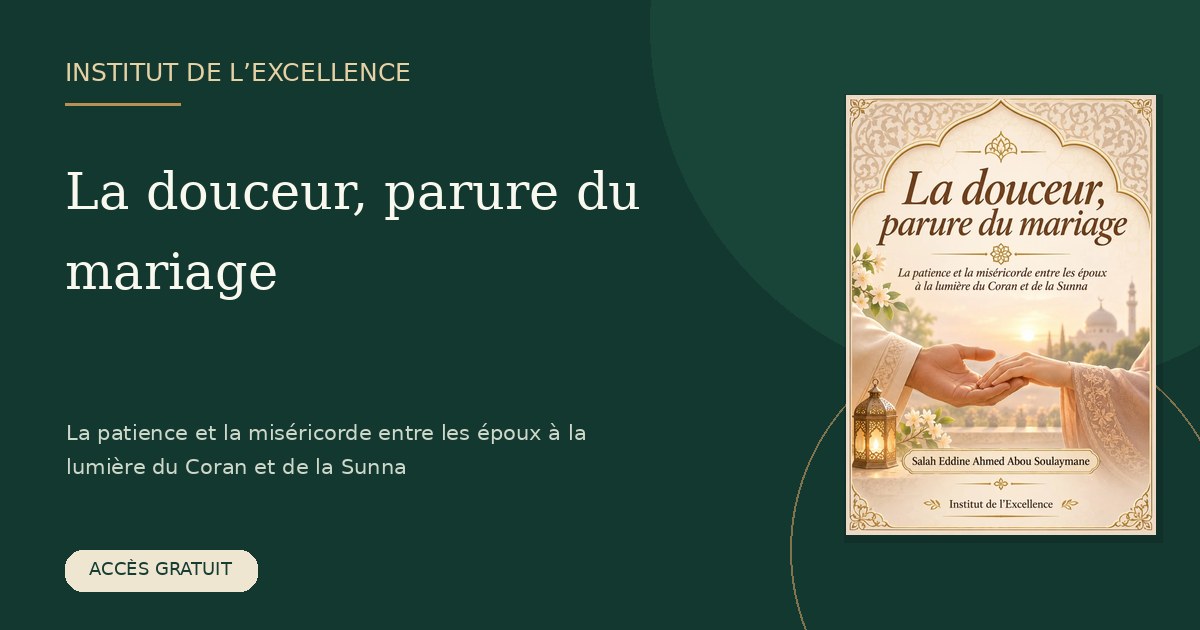 INSTITUT DE L’EXCELLENCE
La douceur, parure du
mariage
La patience et la miséricorde entre les époux à la
lumière du Coran et de la Sunna
ACCÈS GRATUIT
La douceur,
parure du mariage
La patience et la miséricorde entre les époux
à la lumière du Coran et de la Sunna
Salah Eddine Ahmed Abou Soulaymane
Institut de l’Excellence